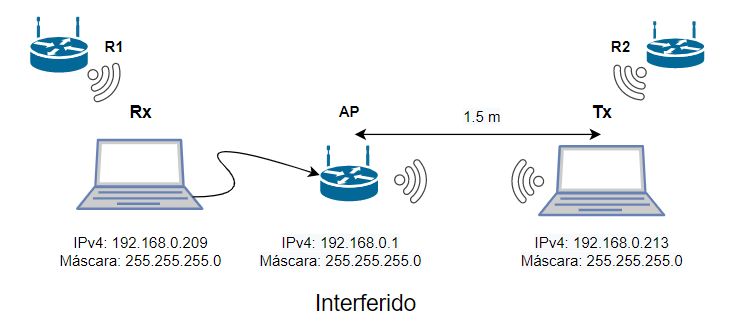 R1
R2
Rx
AP
1.5 m
Tx
IPv4: 192.168.0.209
Máscara: 255.255.255.0
IPv4: 192.168.0.1
Máscara: 255.255.255.0
IPv4: 192.168.0.213
Máscara: 255.255.255.0
Interferido